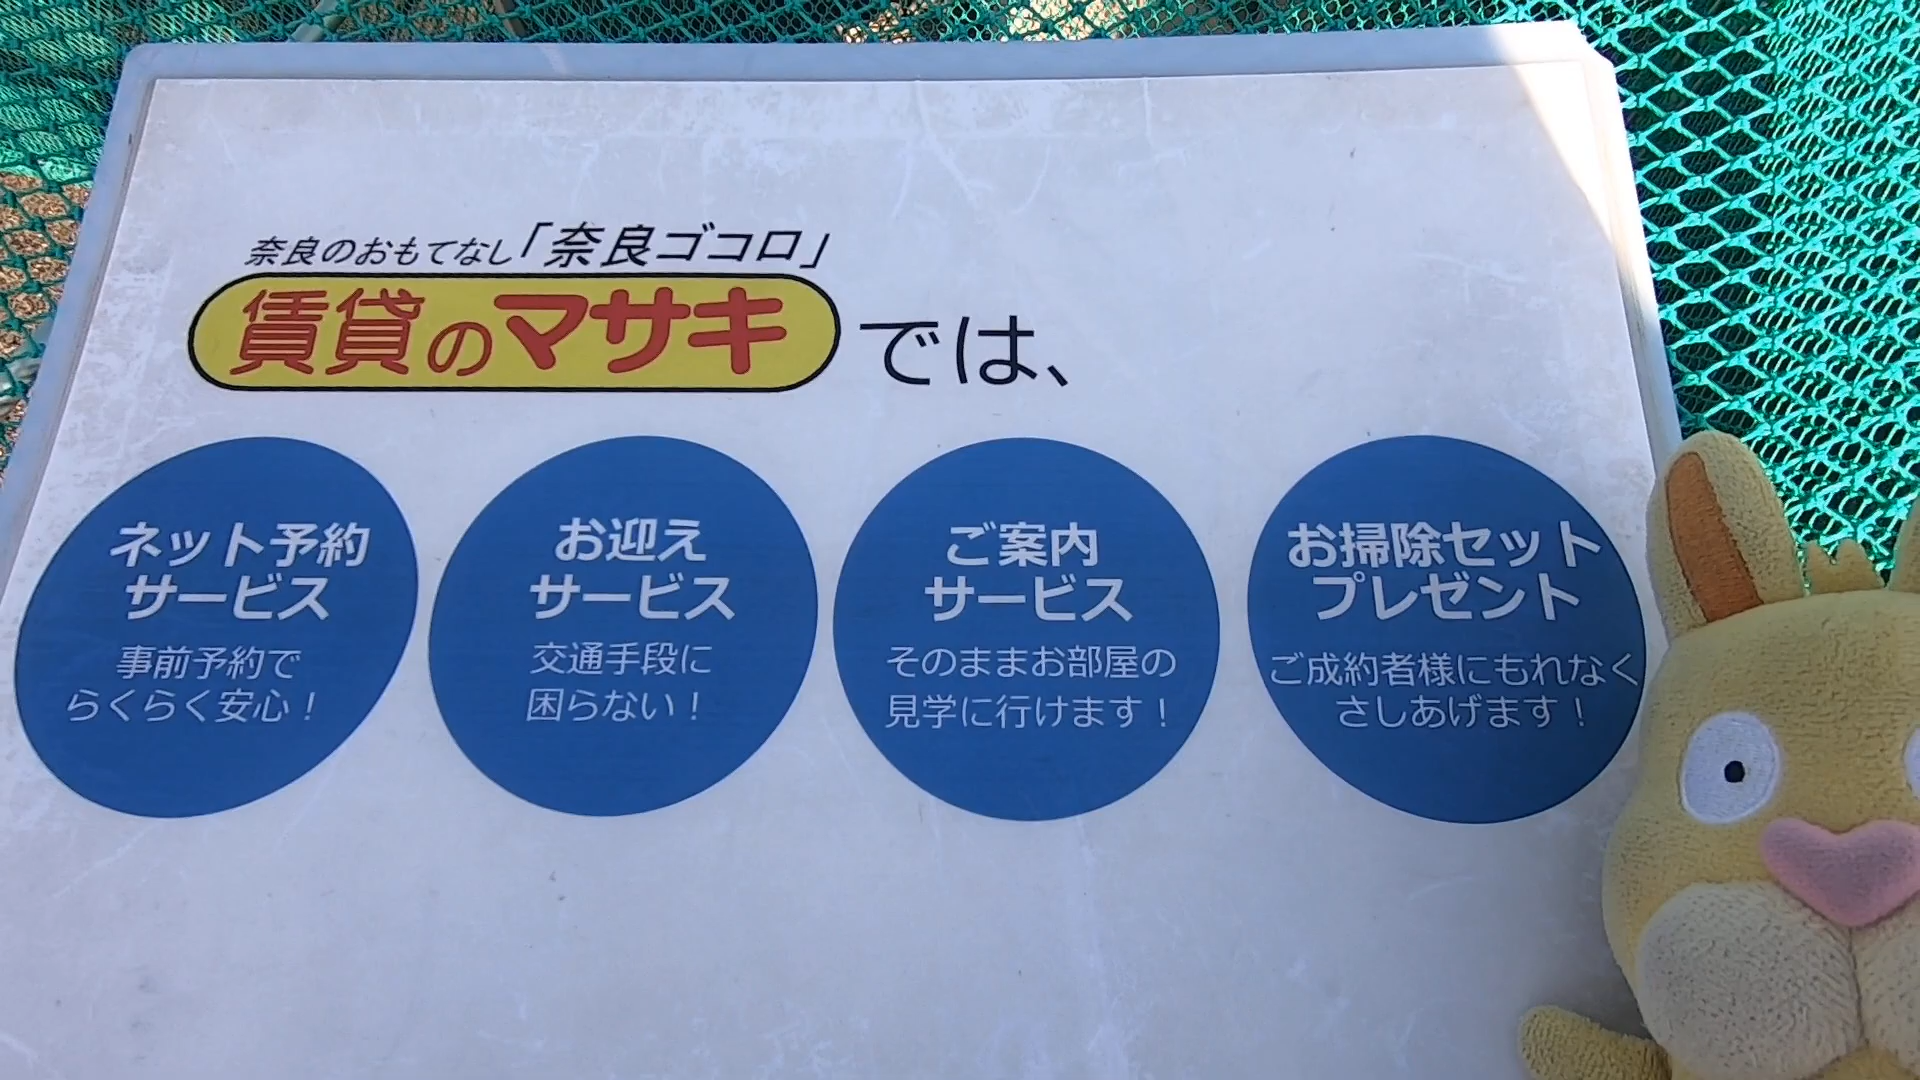 奈良のおもてなし「奈良ゴコロ」
賃貸のマサキでは、
ネット予約
サービス
事前予約で
らくらく安心！
お迎え
サービス
交通手段に
困らない！
ご案内
サービス
そのままお部屋の
見学に行けます！
お掃除セット
プレゼント
ご成約者様にもれなく
さしあげます！